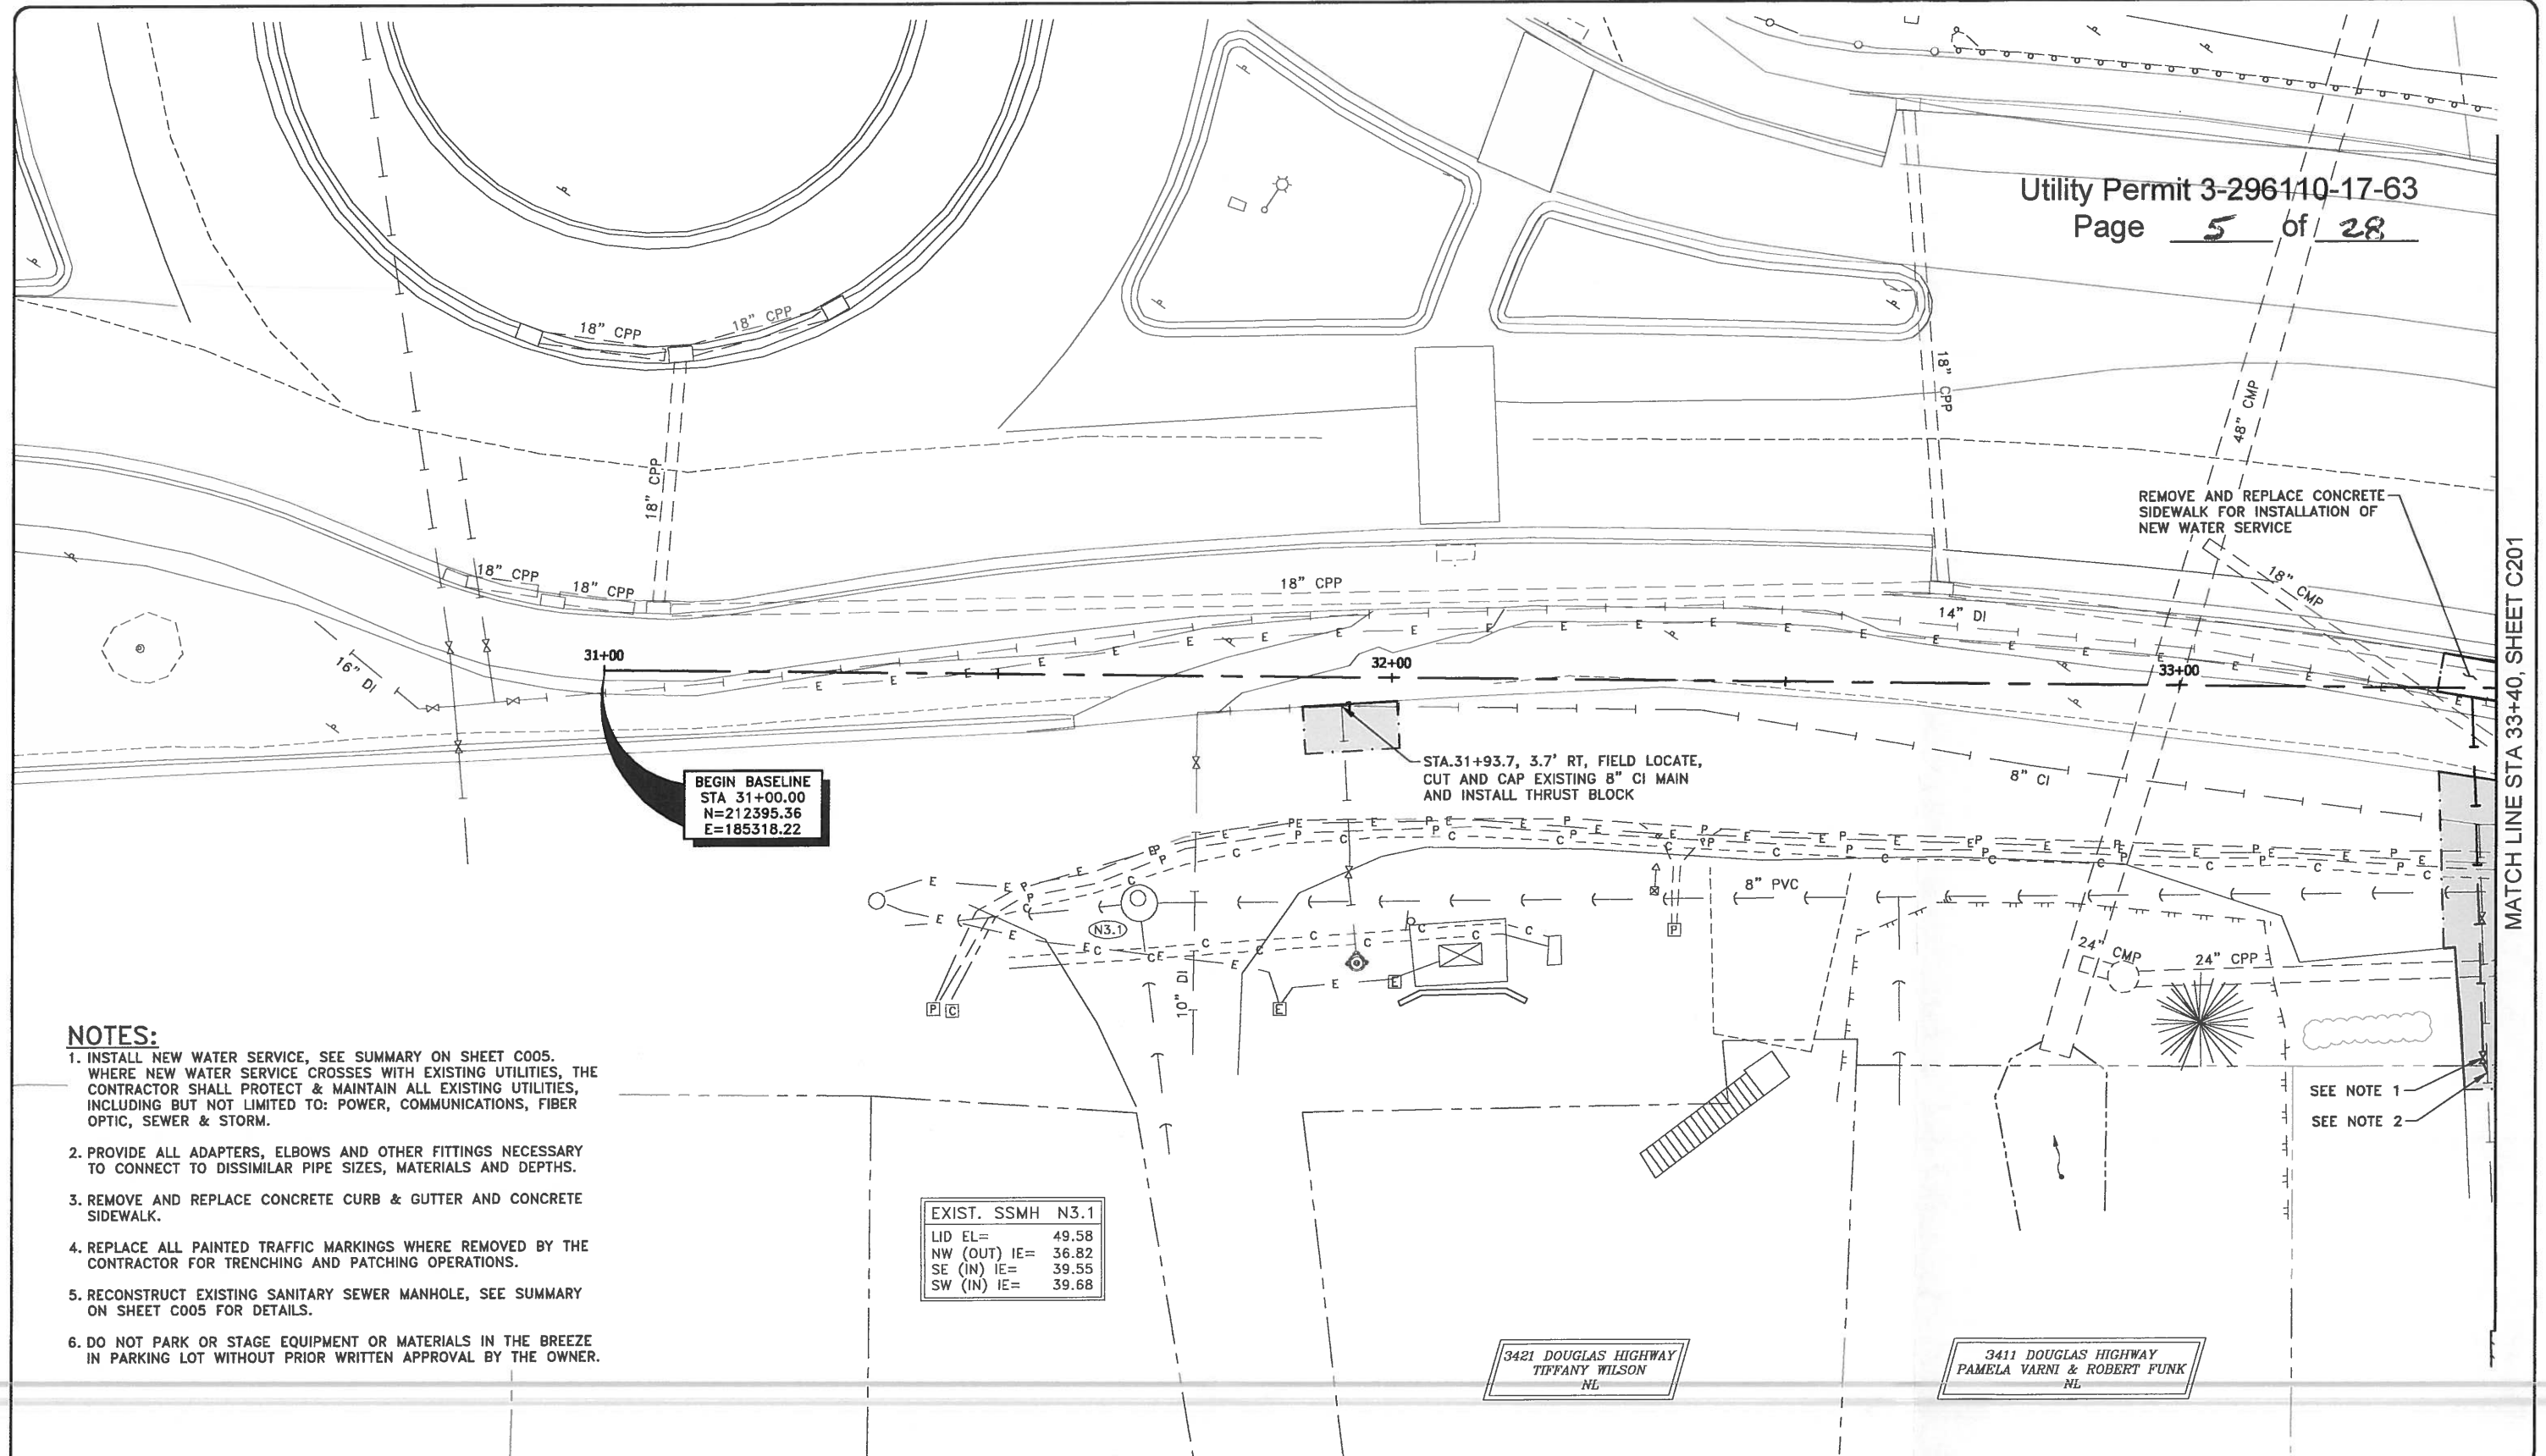 Utility Permit 3-296110-17-63
Page 5 of 28
18" CPP
18" CPP
18" CPP
18" CPP
48" CMP
REMOVE AND REPLACE CONCRETE
SIDEWALK FOR INSTALLATION OF
NEW WATER SERVICE
MATCH LINE STA 33+40, SHEET C201
18" CPP
18" CPP
18" CPP
18" CMP
14" DI
31+00
32+00
33+00
16" DI
BEGIN BASELINE
STA 31+00.00
N=212395.36
E=185318.22
STA.31+93.7, 3.7' RT, FIELD LOCATE,
CUT AND CAP EXISTING 8" CI MAIN
AND INSTALL THRUST BLOCK
8" CI
8" PVC
N3.1
10" DI
24" CMP
24" CPP
P C
E
E
P
SEE NOTE 1
SEE NOTE 2
NOTES:
1. INSTALL NEW WATER SERVICE, SEE SUMMARY ON SHEET C005.
WHERE NEW WATER SERVICE CROSSES WITH EXISTING UTILITIES, THE
CONTRACTOR SHALL PROTECT & MAINTAIN ALL EXISTING UTILITIES,
INCLUDING BUT NOT LIMITED TO: POWER, COMMUNICATIONS, FIBER
OPTIC, SEWER & STORM.
2. PROVIDE ALL ADAPTERS, ELBOWS AND OTHER FITTINGS NECESSARY
TO CONNECT TO DISSIMILAR PIPE SIZES, MATERIALS AND DEPTHS.
3. REMOVE AND REPLACE CONCRETE CURB & GUTTER AND CONCRETE
SIDEWALK.
4. REPLACE ALL PAINTED TRAFFIC MARKINGS WHERE REMOVED BY THE
CONTRACTOR FOR TRENCHING AND PATCHING OPERATIONS.
5. RECONSTRUCT EXISTING SANITARY SEWER MANHOLE, SEE SUMMARY
ON SHEET C005 FOR DETAILS.
6. DO NOT PARK OR STAGE EQUIPMENT OR MATERIALS IN THE BREEZE
IN PARKING LOT WITHOUT PRIOR WRITTEN APPROVAL BY THE OWNER.
EXIST. SSMH N3.1
LID EL= 49.58
NW (OUT) IE= 36.82
SE (IN) IE= 39.55
SW (IN) IE= 39.68
3421 DOUGLAS HIGHWAY
TIFFANY WILSON
NL
3411 DOUGLAS HIGHWAY
PAMELA VARNI & ROBERT FUNK
NL